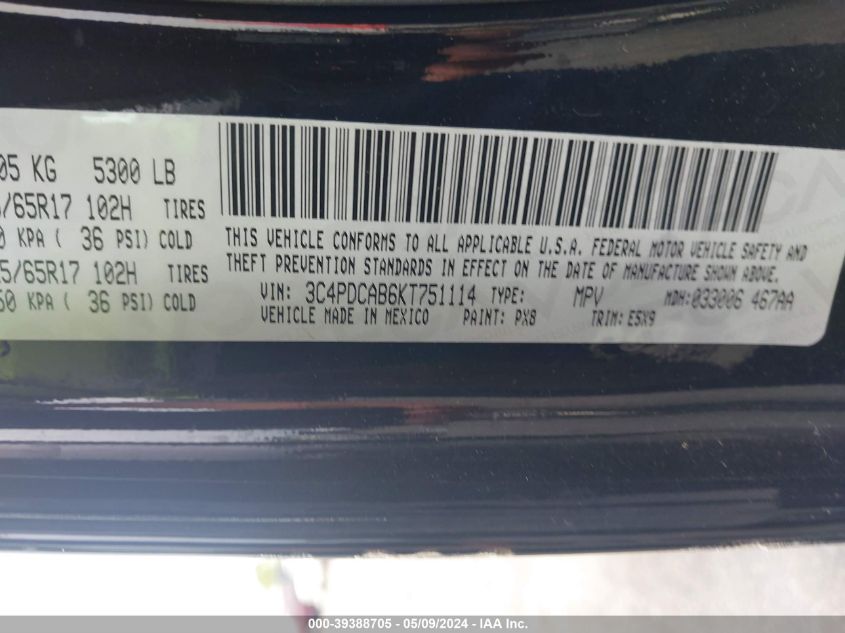 05 KG 5300 LB
/65R17 102H TIRES
0 KPA ( 36 PSI) COLD
5/65R17 102H TIRES
60 KPA ( 36 PSI) COLD
THIS VEHICLE CONFORMS TO ALL APPLICABLE U.S.A. FEDERAL MOTOR VEHICLE SAFETY AND
THEFT PREVENTION STANDARDS IN EFFECT ON THE DATE OF MANUFACTURE SHOWN ABOVE.
VIN: 3C4PDCAB6KT751114 TYPE: MPV MDH:033006 467AA
VEHICLE MADE IN MEXICO PAINT: PX8 TRIM: E5X9
000-39388705 - 05/09/2024 - IAA Inc.